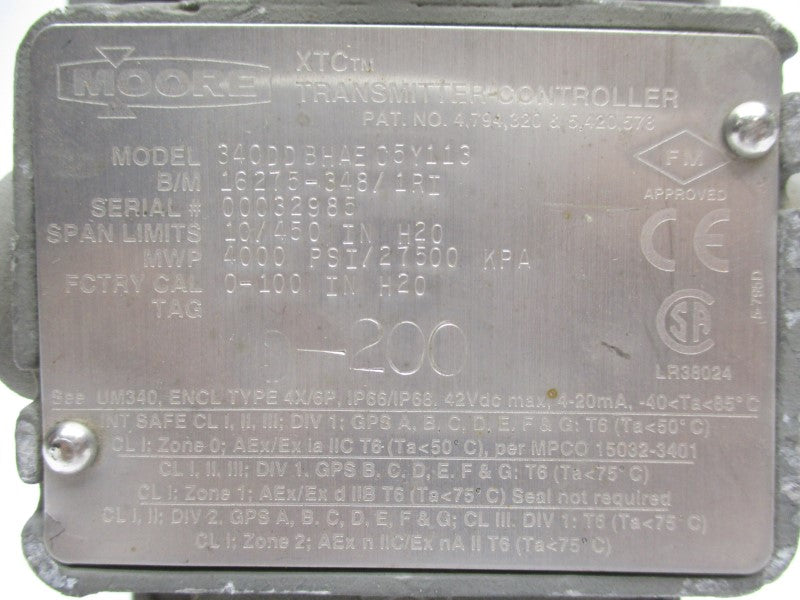 MOORE
XTC™
TRANSMITTER-CONTROLLER
PAT. NO. 4,794,320 & 5,420,578
MODEL 340DDBHAE05Y113
B/M 16275-348/1RI
SERIAL # 00032985
SPAN LIMITS 10/450 IN H20
MWP 4000 PSI/27500 KPA
FCTRY CAL 0-100 IN H20
TAG
0-200
FM
APPROVED
CE
SA
LR38024
5-795D
See UM340, ENCL TYPE 4X/6P, IP66/IP68. 42Vdc max, 4-20mA, -40<Ta<85°C
INT SAFE CL I, II, III; DIV 1; GPS A, B, C, D, E, F & G; T6 (Ta<50°C)
CL I; Zone 0; AEx/Ex ia IIC T6 (Ta<50°C), per MPCO 15032-3401
CL I, II, III; DIV 1, GPS B, C, D, E, F & G; T6 (Ta<75°C)
CL I; Zone 1; AEx/Ex d IIB T6 (Ta<75°C) Seal not required
CL I, II; DIV 2, GPS A, B, C, D, E, F & G; CL III, DIV 1; T6 (Ta<75°C)
CL I; Zone 2; AEx n IIC/Ex nA II T6 (Ta<75°C)